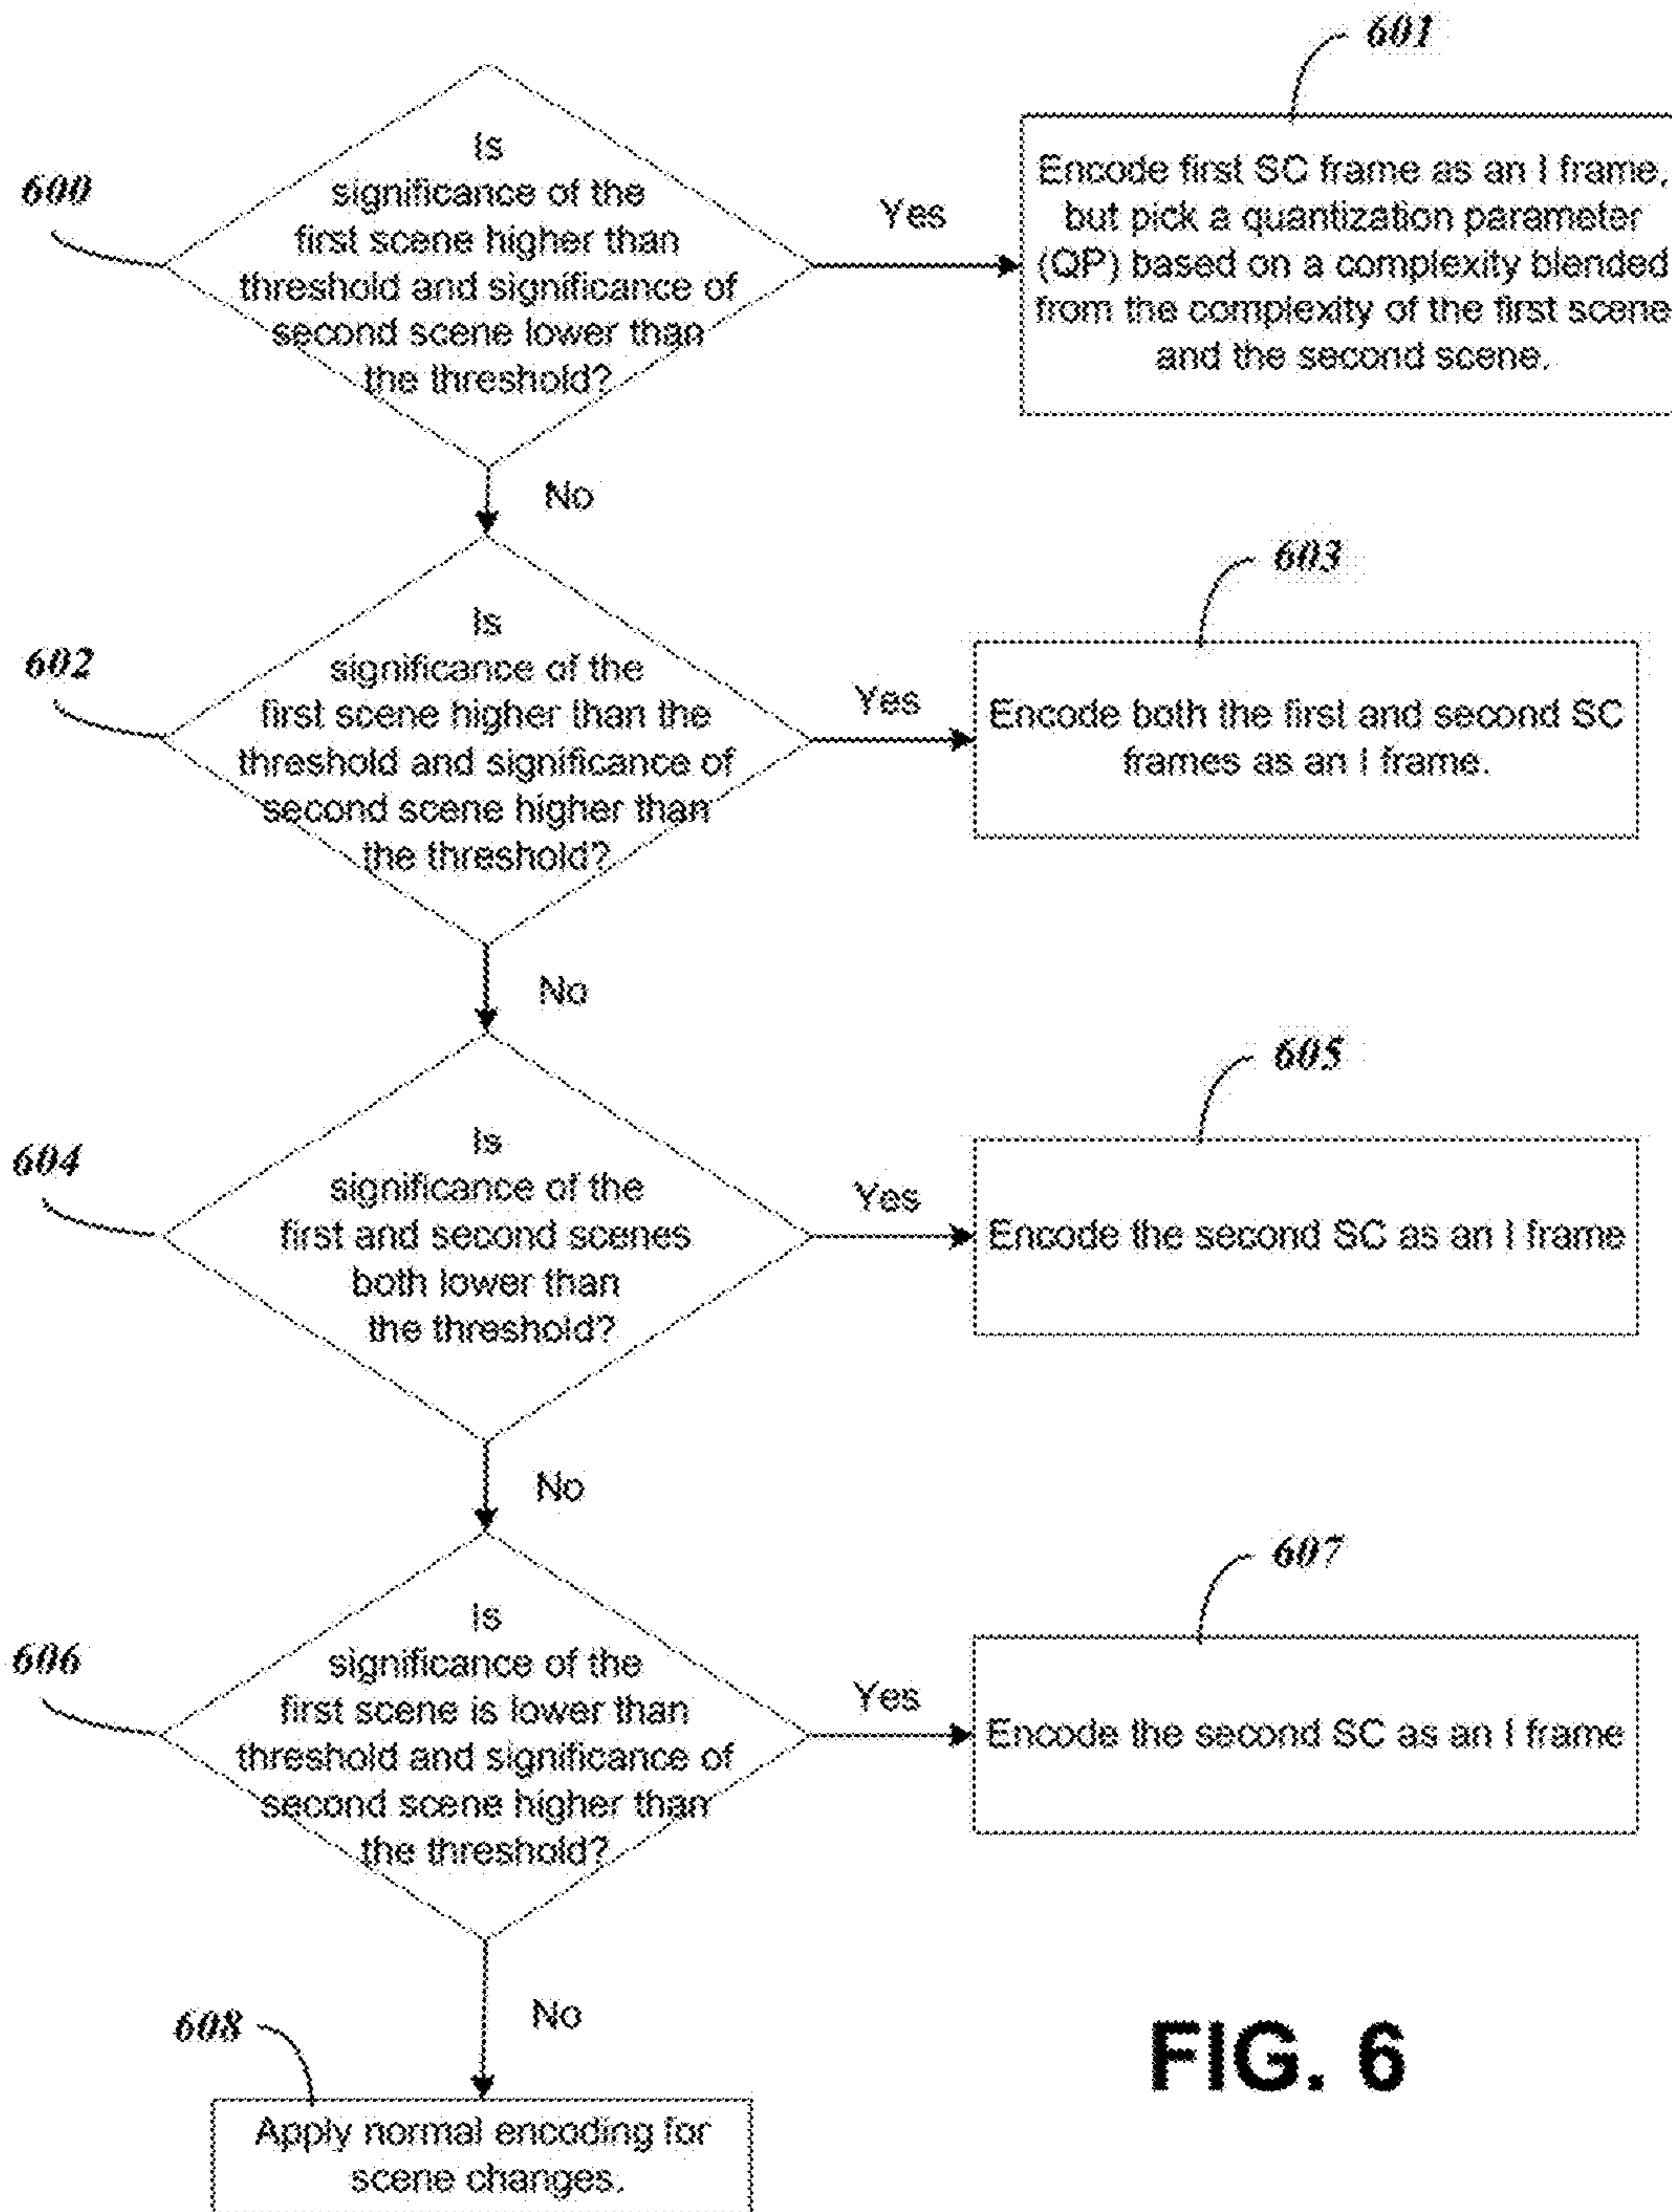 601
600
Is
significance of the
first scene higher than
threshold and significance of
second scene lower than
the threshold?
Yes
Encode first SC frame as an I frame,
but pick a quantization parameter
(QP) based on a complexity blended
from the complexity of the first scene
and the second scene.
No
603
602
Is
significance of the
first scene higher than the
threshold and significance of
second scene higher than
the threshold?
Yes
Encode both the first and second SC
frames as an I frame.
No
605
604
Is
significance of the
first and second scenes
both lower than
the threshold?
Yes
Encode the second SC as an I frame
No
607
606
Is
significance of the
first scene is lower than
threshold and significance of
second scene higher than
the threshold?
Yes
Encode the second SC as an I frame
No
608
Apply normal encoding for
scene changes.
FIG. 6